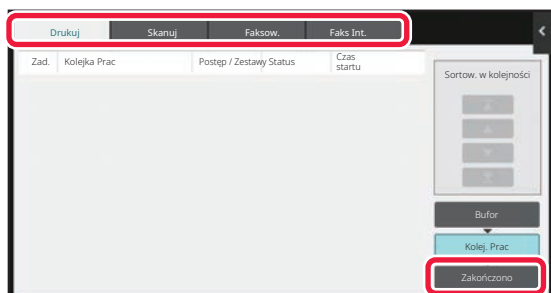 Drukuj Skanuj Faksow. Faks Int.
Zad. Kolejka Prac Postęp / Zestawy Status Czas startu
Sortow. w kolejności
Bufor
Kolej. Prac
Zakończono